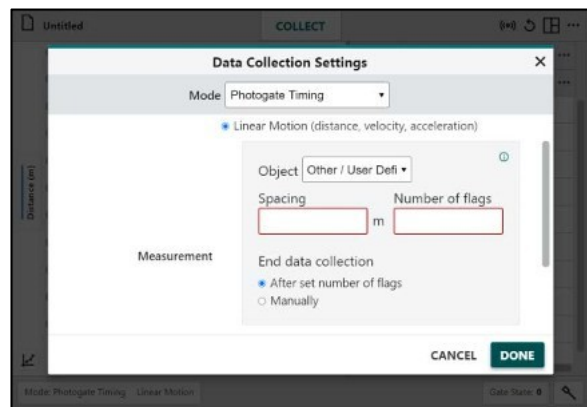 Untitled
COLLECT
Data Collection Settings
Mode Photogate Timing
Linear Motion (distance, velocity, acceleration)
Object Other / User Defi
Spacing Number of flags
m
Measurement
End data collection
After set number of flags
Manually
Distance (m)
CANCEL DONE
Mode: Photogate Timing Linear Motion Gate State: 0